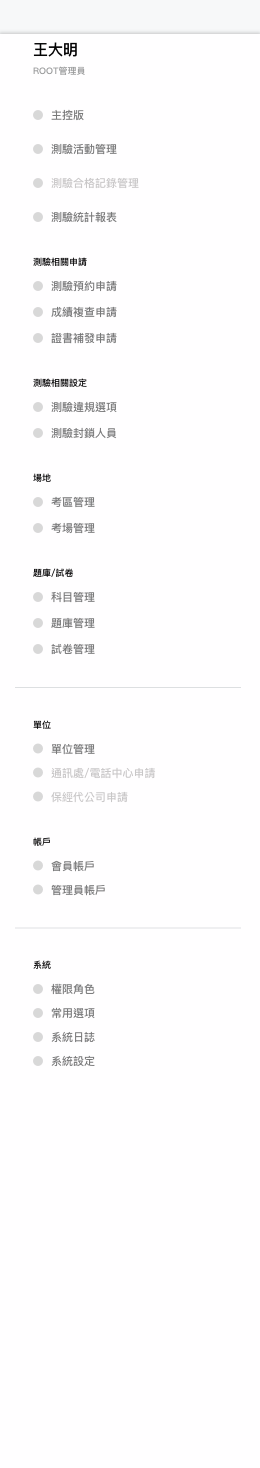 王大明
ROOT管理員
主控版
測驗活動管理
測驗合格記錄管理
測驗統計報表
測驗相關申請
測驗預約申請
成績複查申請
證書補發申請
測驗相關設定
測驗違規選項
測驗封鎖人員
場地
考區管理
考場管理
題庫/試卷
科目管理
題庫管理
試卷管理
單位
單位管理
通訊處/電話中心申請
保經代公司申請
帳戶
會員帳戶
管理員帳戶
系統
權限角色
常用選項
系統日誌
系統設定